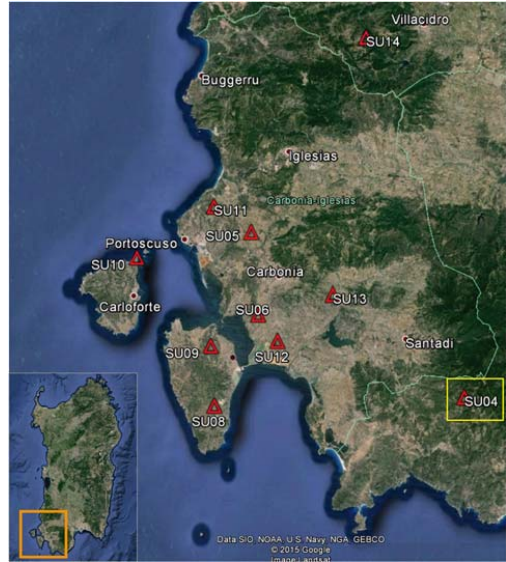 Villacidro
SU14
Buggerru
Iglesias
Carbonia-Iglesias
SU11
Portoscuso
SU05
SU10
Carbonia
Carloforte
SU13
SU06
SU09
SU12
Santadi
SU04
SU08
Data SIO, NOAA, U.S. Navy, NGA, GEBCO
© 2015 Google
Image Landsat